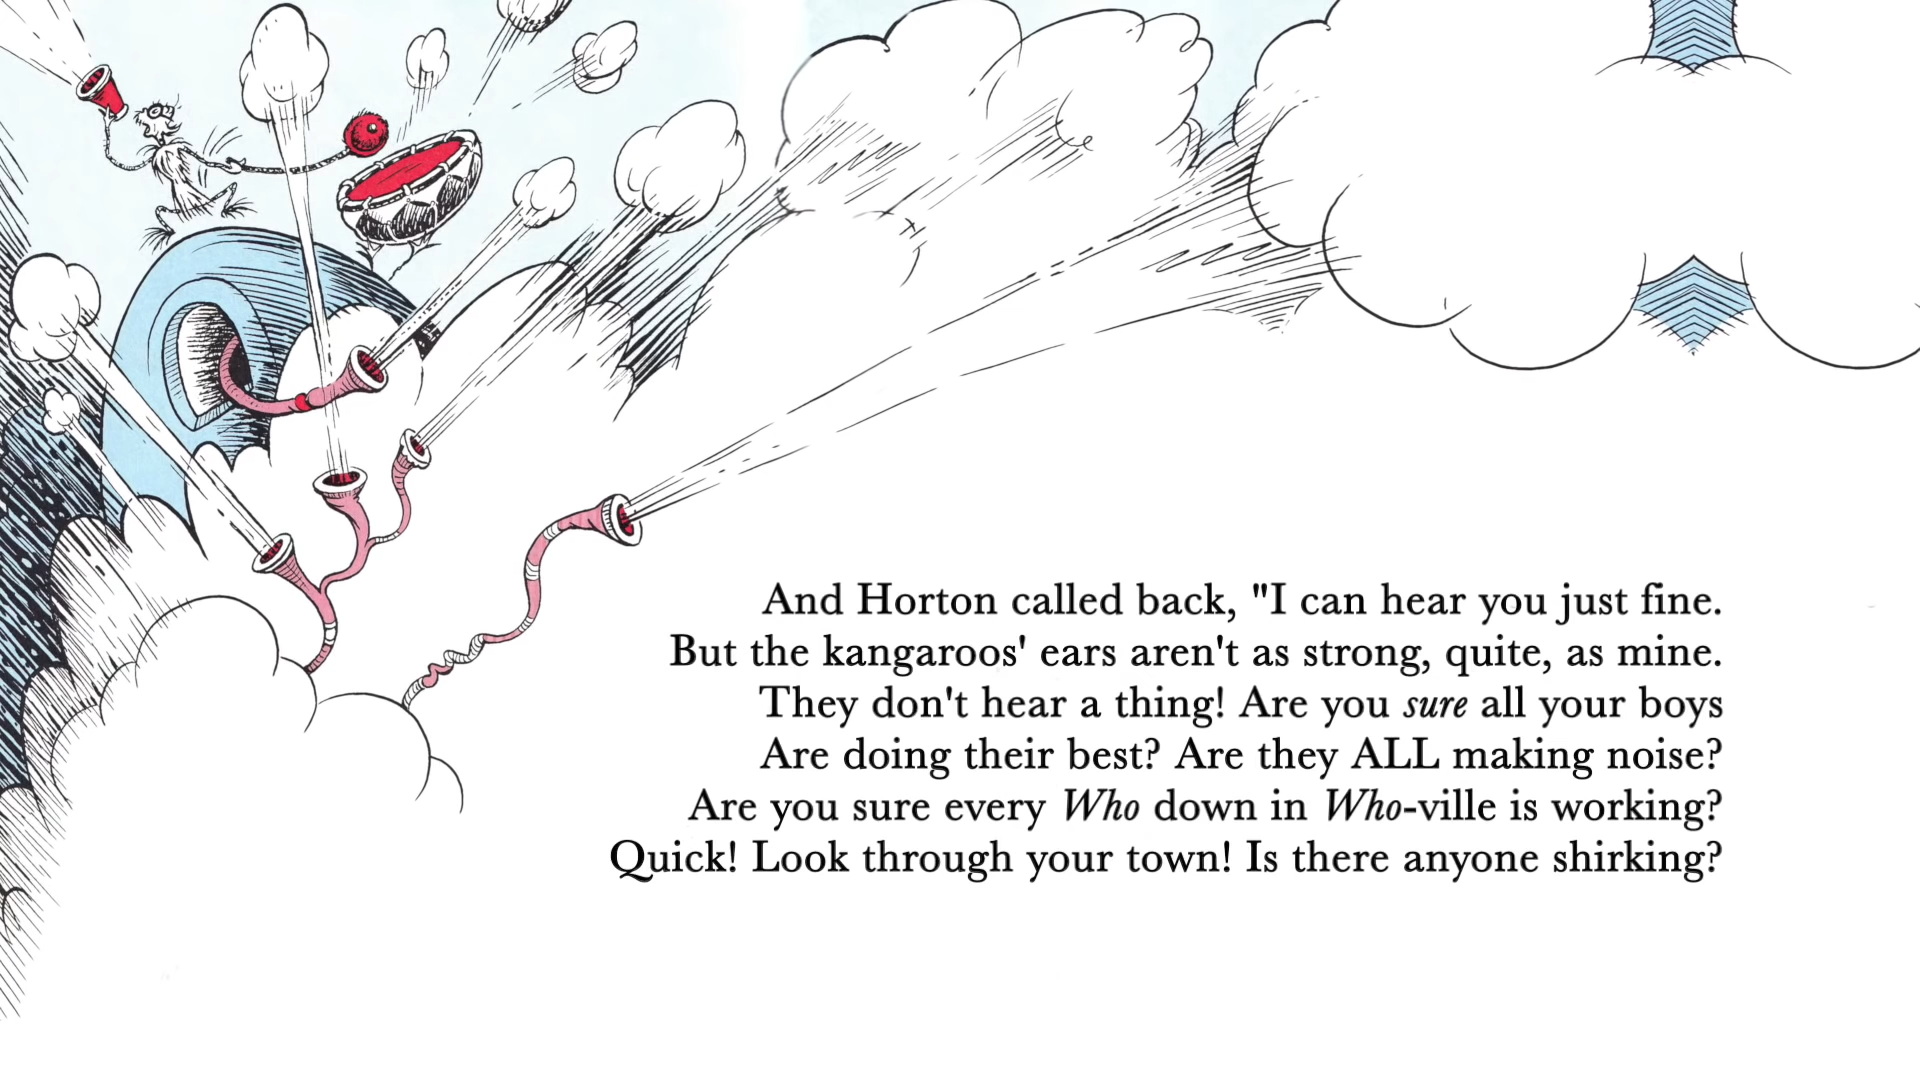 And Horton called back, "I can hear you just fine.
But the kangaroos' ears aren't as strong, quite, as mine.
They don't hear a thing! Are you sure all your boys
Are doing their best? Are they ALL making noise?
Are you sure every Who down in Who-ville is working?
Quick! Look through your town! Is there anyone shirking?